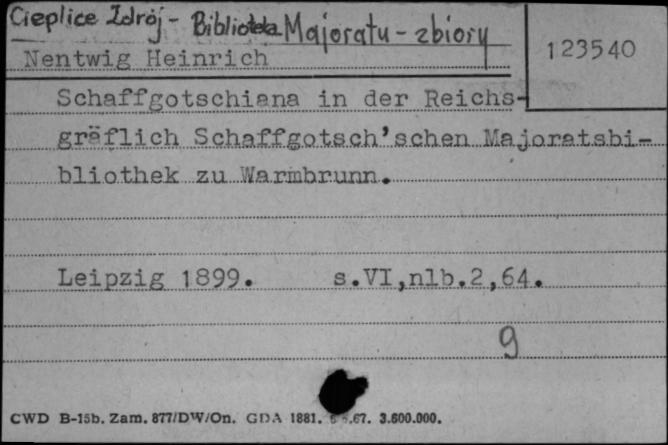 Cieplice Zdrój - Biblioteka Majoratu - zbiory
123540
Nentwig Heinrich
Schaffgotschiana in der Reichs-
gräflich Schaffgotsch'schen Majoratsbi-
bliothek zu Warmbrunn.
Leipzig 1899. s.VI,nlb.2,64.
9
CWD B-15b. Zam. 877/DW/On. GDA 1881. .67. 3.600.000.